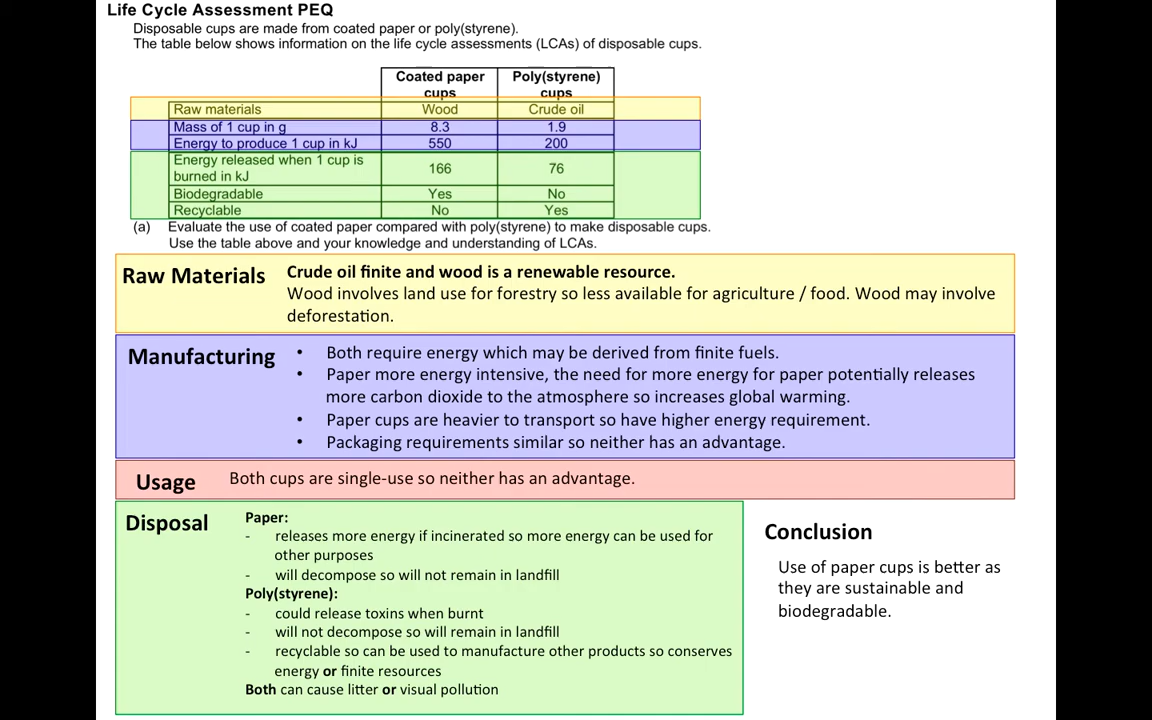 Life Cycle Assessment PEQ
Disposable cups are made from coated paper or poly(styrene).
The table below shows information on the life cycle assessments (LCAs) of disposable cups.
Coated paper cups Poly(styrene) cups
Raw materials Wood Crude oil
Mass of 1 cup in g 8.3 1.9
Energy to produce 1 cup in kJ 550 200
Energy released when 1 cup is
burned in kJ 166 76
Biodegradable Yes No
Recyclable No Yes
(a) Evaluate the use of coated paper compared with poly(styrene) to make disposable cups.
Use the table above and your knowledge and understanding of LCAs.
Raw Materials Crude oil finite and wood is a renewable resource.
Wood involves land use for forestry so less available for agriculture / food. Wood may involve
deforestation.
Manufacturing • Both require energy which may be derived from finite fuels.
• Paper more energy intensive, the need for more energy for paper potentially releases
more carbon dioxide to the atmosphere so increases global warming.
• Paper cups are heavier to transport so have higher energy requirement.
• Packaging requirements similar so neither has an advantage.
Usage Both cups are single-use so neither has an advantage.
Disposal Paper:
- releases more energy if incinerated so more energy can be used for
other purposes
- will decompose so will not remain in landfill
Poly(styrene):
- could release toxins when burnt
- will not decompose so will remain in landfill
- recyclable so can be used to manufacture other products so conserves
energy or finite resources
Both can cause litter or visual pollution
Conclusion
Use of paper cups is better as
they are sustainable and
biodegradable.